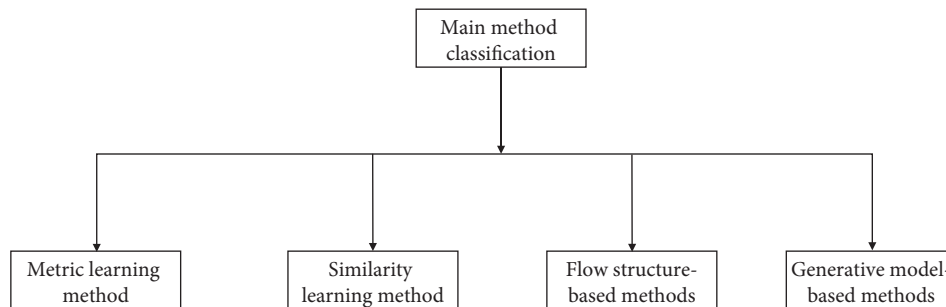 Main method
classification
Metric learning
method
Similarity
learning method
Flow structure-
based methods
Generative model-
based methods